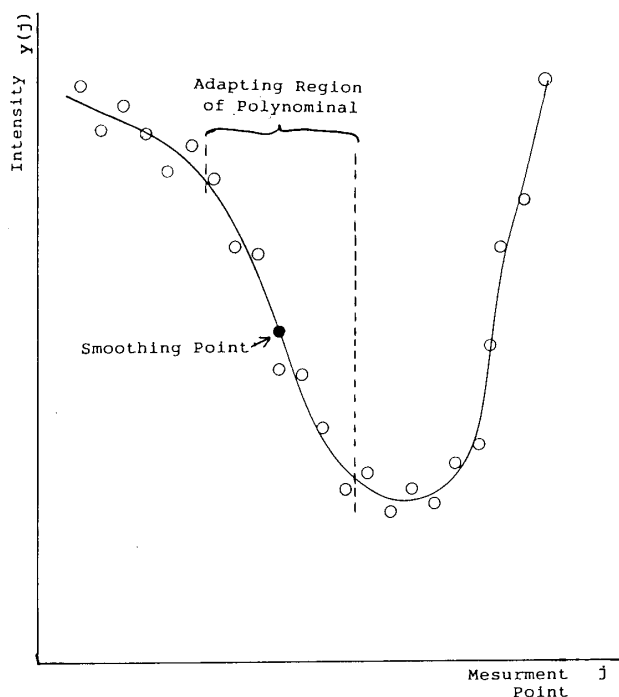 Intensity y(j)
Adapting Region
of Polynominal
Smoothing Point
Mesurment j
Point